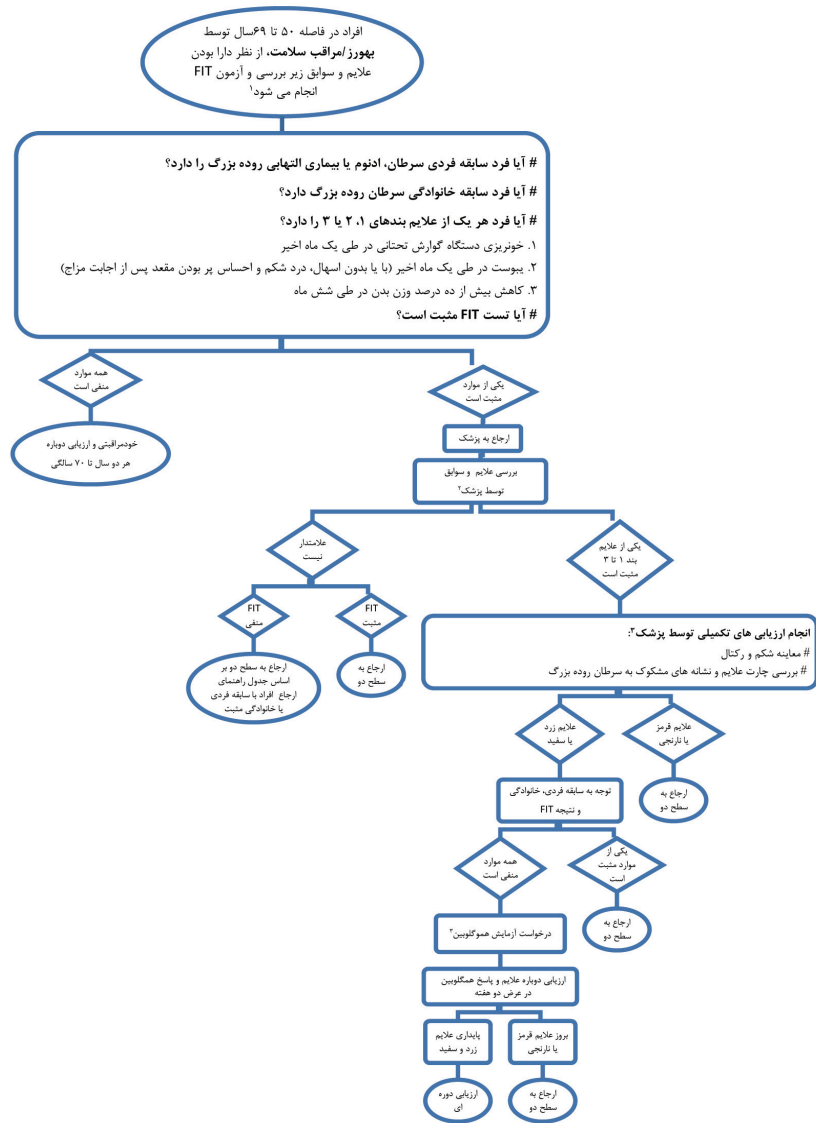 افراد در فاصله ۵۰ تا ۶۹سال توسط
بهورز/مراقب سلامت، از نظر دارا بودن
علایم و سوابق زیر بررسی و آزمون FIT
انجام می شود۱
# آیا فرد سابقه فردی سرطان، ادنوم یا بیماری التهابی روده بزرگ را دارد؟
# آیا فرد سابقه خانوادگی سرطان روده بزرگ دارد؟
# آیا فرد هر یک از علایم بندهای ۱، ۲ یا ۳ را دارد؟
۱. خونریزی دستگاه گوارش تحتانی در طی یک ماه اخیر
۲. یبوست در طی یک ماه اخیر (با یا بدون اسهال، درد شکم و احساس پر بودن مقعد پس از اجابت مزاج)
۳. کاهش بیش از ده درصد وزن بدن در طی شش ماه
# آیا تست FIT مثبت است؟
یکی از موارد
مثبت است
همه موارد
منفی است
ارجاع به پزشک
خودمراقبتی و ارزیابی دوباره
هر دو سال تا ۷۰ سالگی
بررسی علایم و سوابق
توسط پزشک۲
یکی از علایم
بند ۱ تا ۳
مثبت است
علامتدار
نیست
FIT
مثبت
FIT
منفی
ارجاع به
سطح دو
ارجاع به سطح دو بر
اساس جدول راهنمای
ارجاع افراد با سابقه فردی
یا خانوادگی مثبت
انجام ارزیابی های تکمیلی توسط پزشک۳:
# معاینه شکم و رکتال
# بررسی چارت علایم و نشانه های مشکوک به سرطان روده بزرگ
علایم قرمز
یا نارنجی
علایم زرد
یا سفید
ارجاع به
سطح دو
توجه به سابقه فردی، خانوادگی
و نتیجه FIT
یکی از
موارد مثبت
است
همه موارد
منفی است
ارجاع به
سطح دو
درخواست آزمایش هموگلوبین۳
ارزیابی دوباره علایم و پاسخ همگلوبین
در عرض دو هفته
بروز علایم قرمز
یا نارنجی
پایداری علایم
زرد و سفید
ارجاع به
سطح دو
ارزیابی دوره
ای